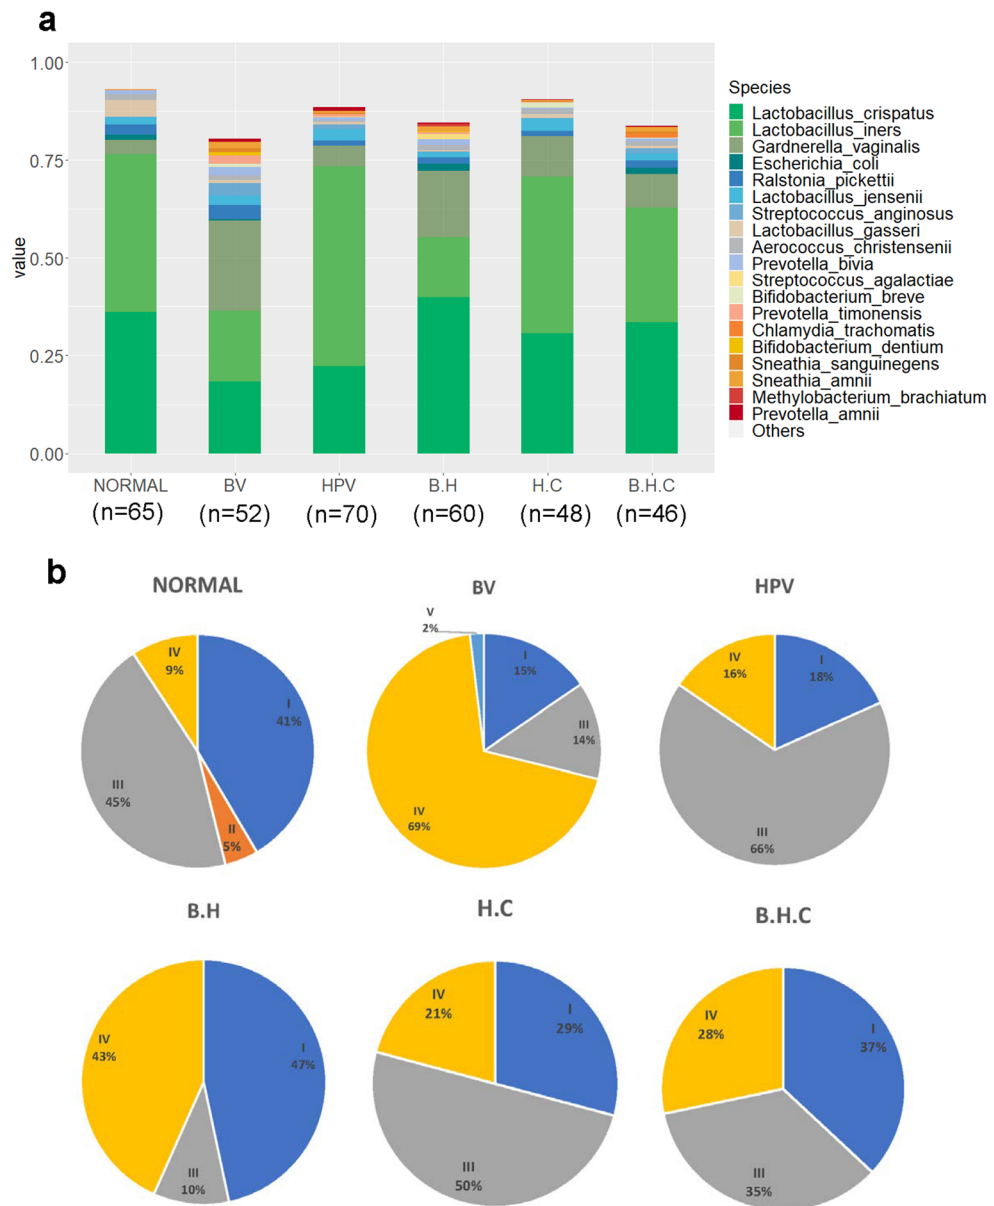 a
1.00
0.75
0.50
0.25
0.00
value
NORMAL
BV
HPV
B.H
H.C
B.H.C
(n=65)
(n=52)
(n=70)
(n=60)
(n=48)
(n=46)
Species
Lactobacillus_crispatus
Lactobacillus_iners
Gardnerella_vaginalis
Escherichia_coli
Ralstonia_pickettii
Lactobacillus_jensenii
Streptococcus_anginosus
Lactobacillus_gasseri
Aerococcus_christensenii
Prevotella_bivia
Streptococcus_agalactiae
Bifidobacterium_breve
Prevotella_timonensis
Chlamydia_trachomatis
Bifidobacterium_dentium
Sneathia_sanguinegens
Sneathia_amnii
Methylobacterium_brachiatum
Prevotella_amnii
Others
b
NORMAL
IV
9%
I
41%
III
45%
II
5%
BV
V
2%
I
15%
III
14%
IV
69%
HPV
IV
16%
I
18%
III
66%
B.H
IV
43%
I
47%
III
10%
H.C
IV
21%
I
29%
III
50%
B.H.C
IV
28%
I
37%
III
35%